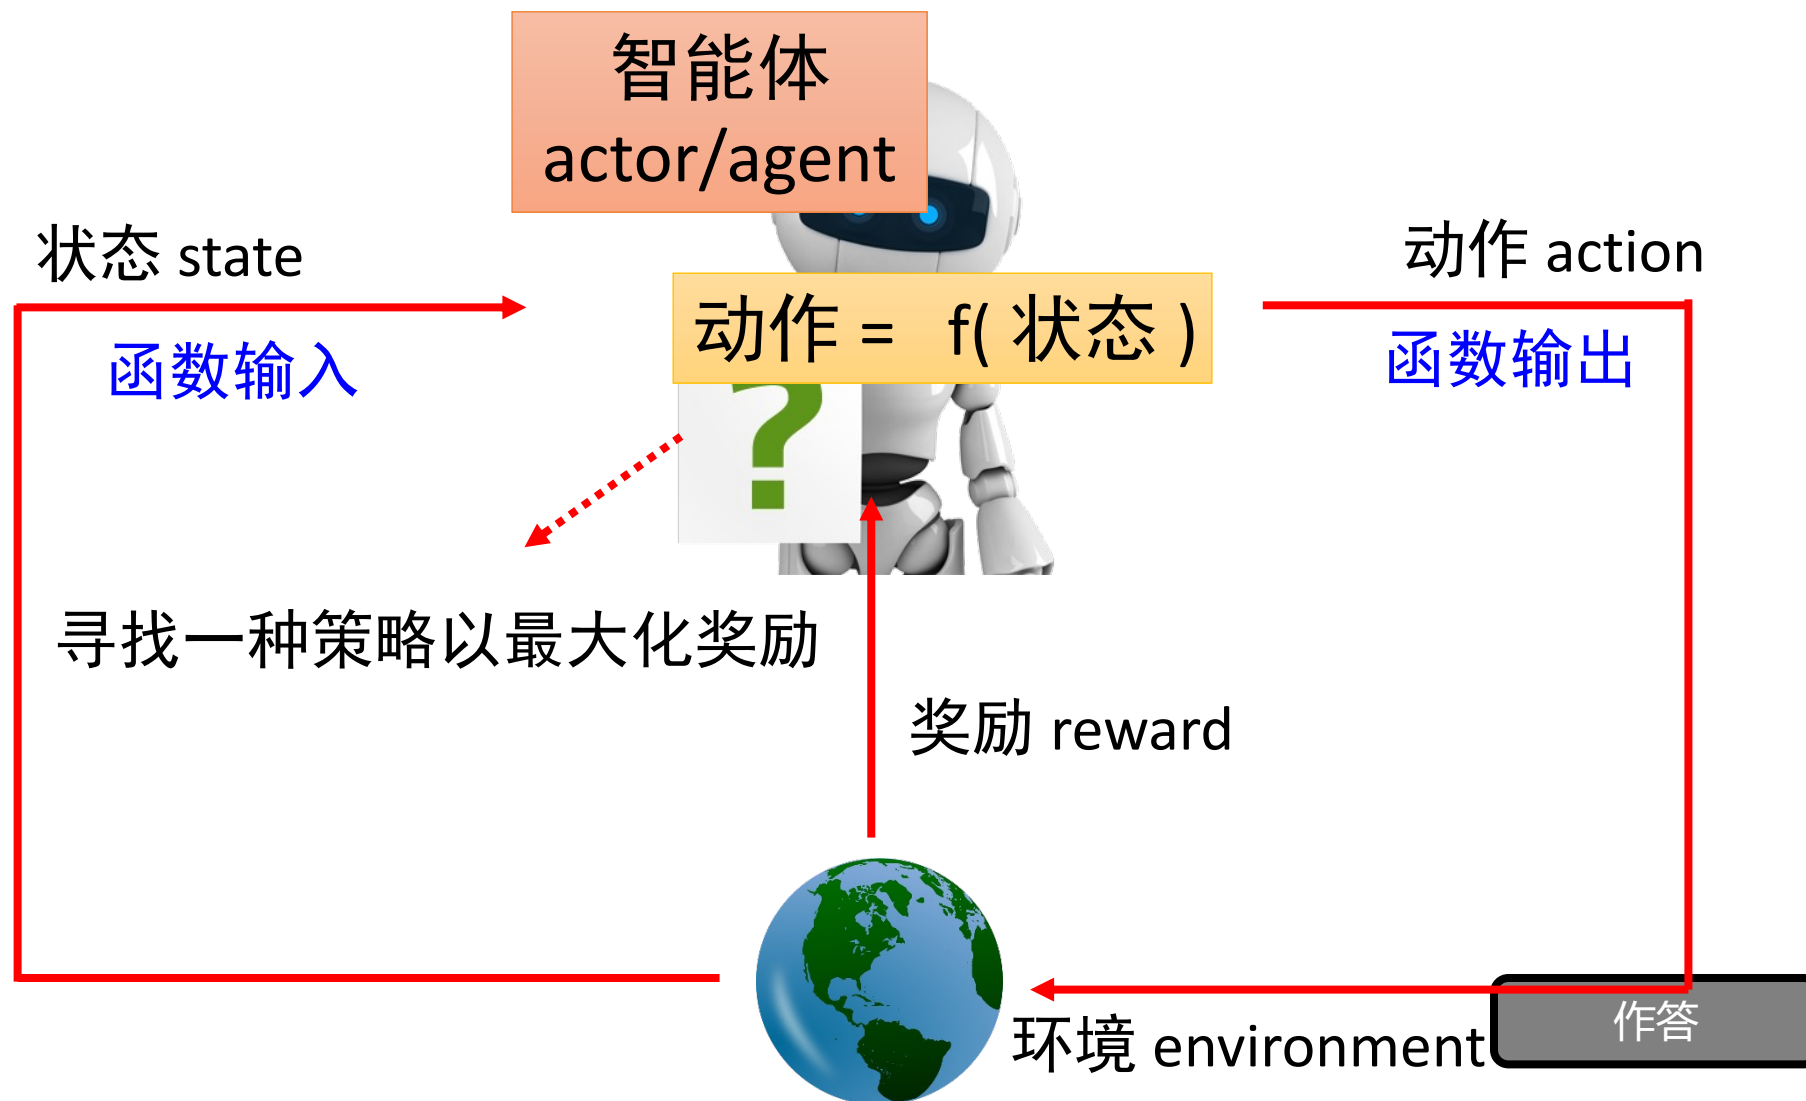 智能体
actor/agent
状态 state
动作 action
动作 = f( 状态 )
函数输入
函数输出
?
寻找一种策略以最大化奖励
奖励 reward
环境 environment
作答